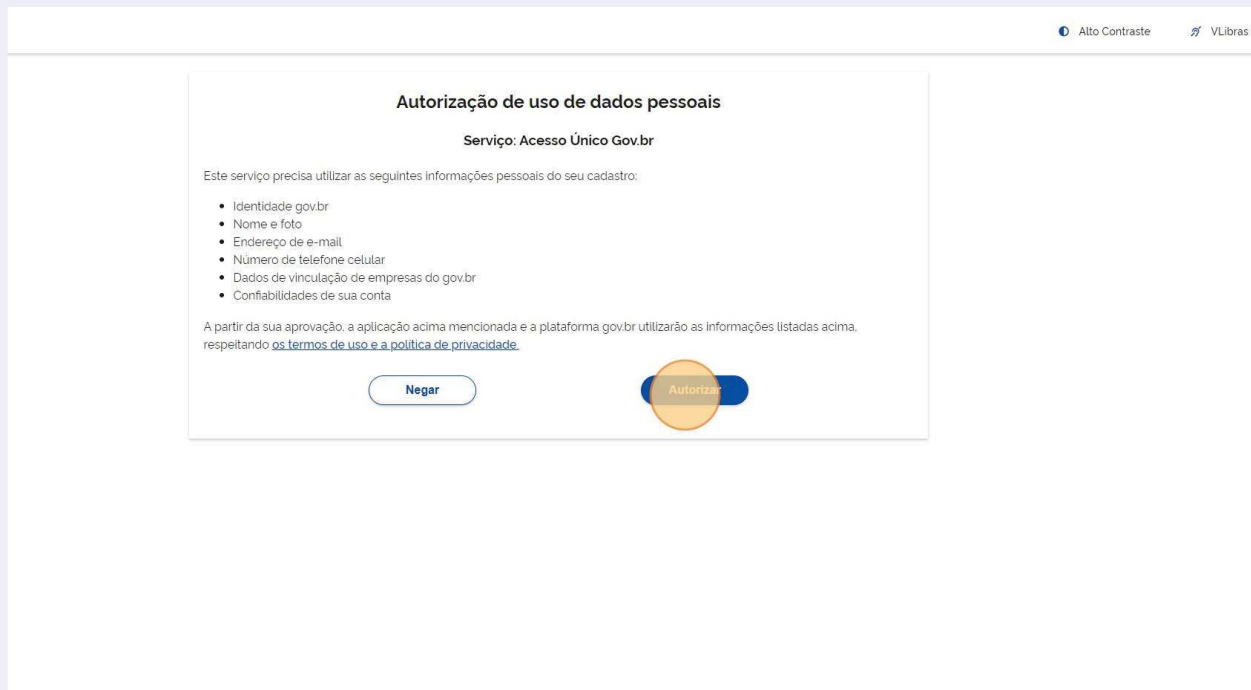 Alto Contraste
VLibras
Autorização de uso de dados pessoais
Serviço: Acesso Único Gov.br
Este serviço precisa utilizar as seguintes informações pessoais do seu cadastro:
• Identidade gov.br
• Nome e foto
• Endereço de e-mail
• Número de telefone celular
• Dados de vinculação de empresas do gov.br
• Confiabilidades de sua conta
A partir da sua aprovação, a aplicação acima mencionada e a plataforma gov.br utilizarão as informações listadas acima,
respeitando os termos de uso e a política de privacidade.
Negar
Autorizar